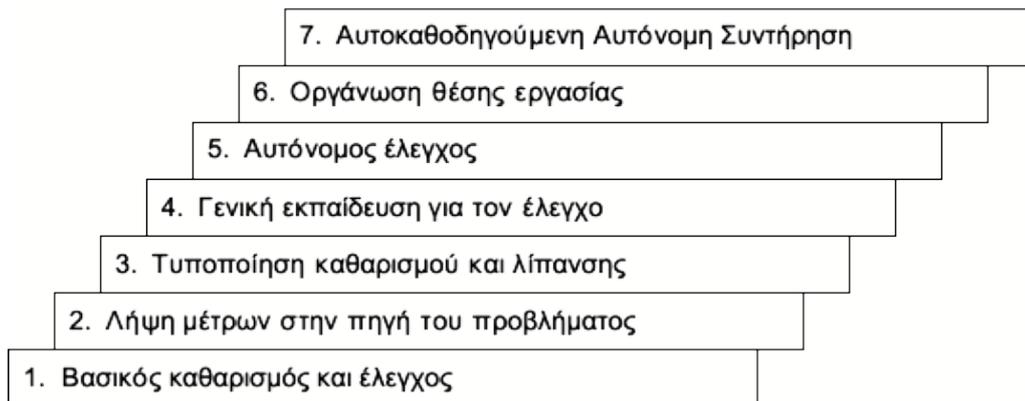 7. Αυτοκαθοδηγούμενη Αυτόνομη Συντήρηση
6. Οργάνωση θέσης εργασίας
5. Αυτόνομος έλεγχος
4. Γενική εκπαίδευση για τον έλεγχο
3. Τυποποίηση καθαρισμού και λίπανσης
2. Λήψη μέτρων στην πηγή του προβλήματος
1. Βασικός καθαρισμός και έλεγχος